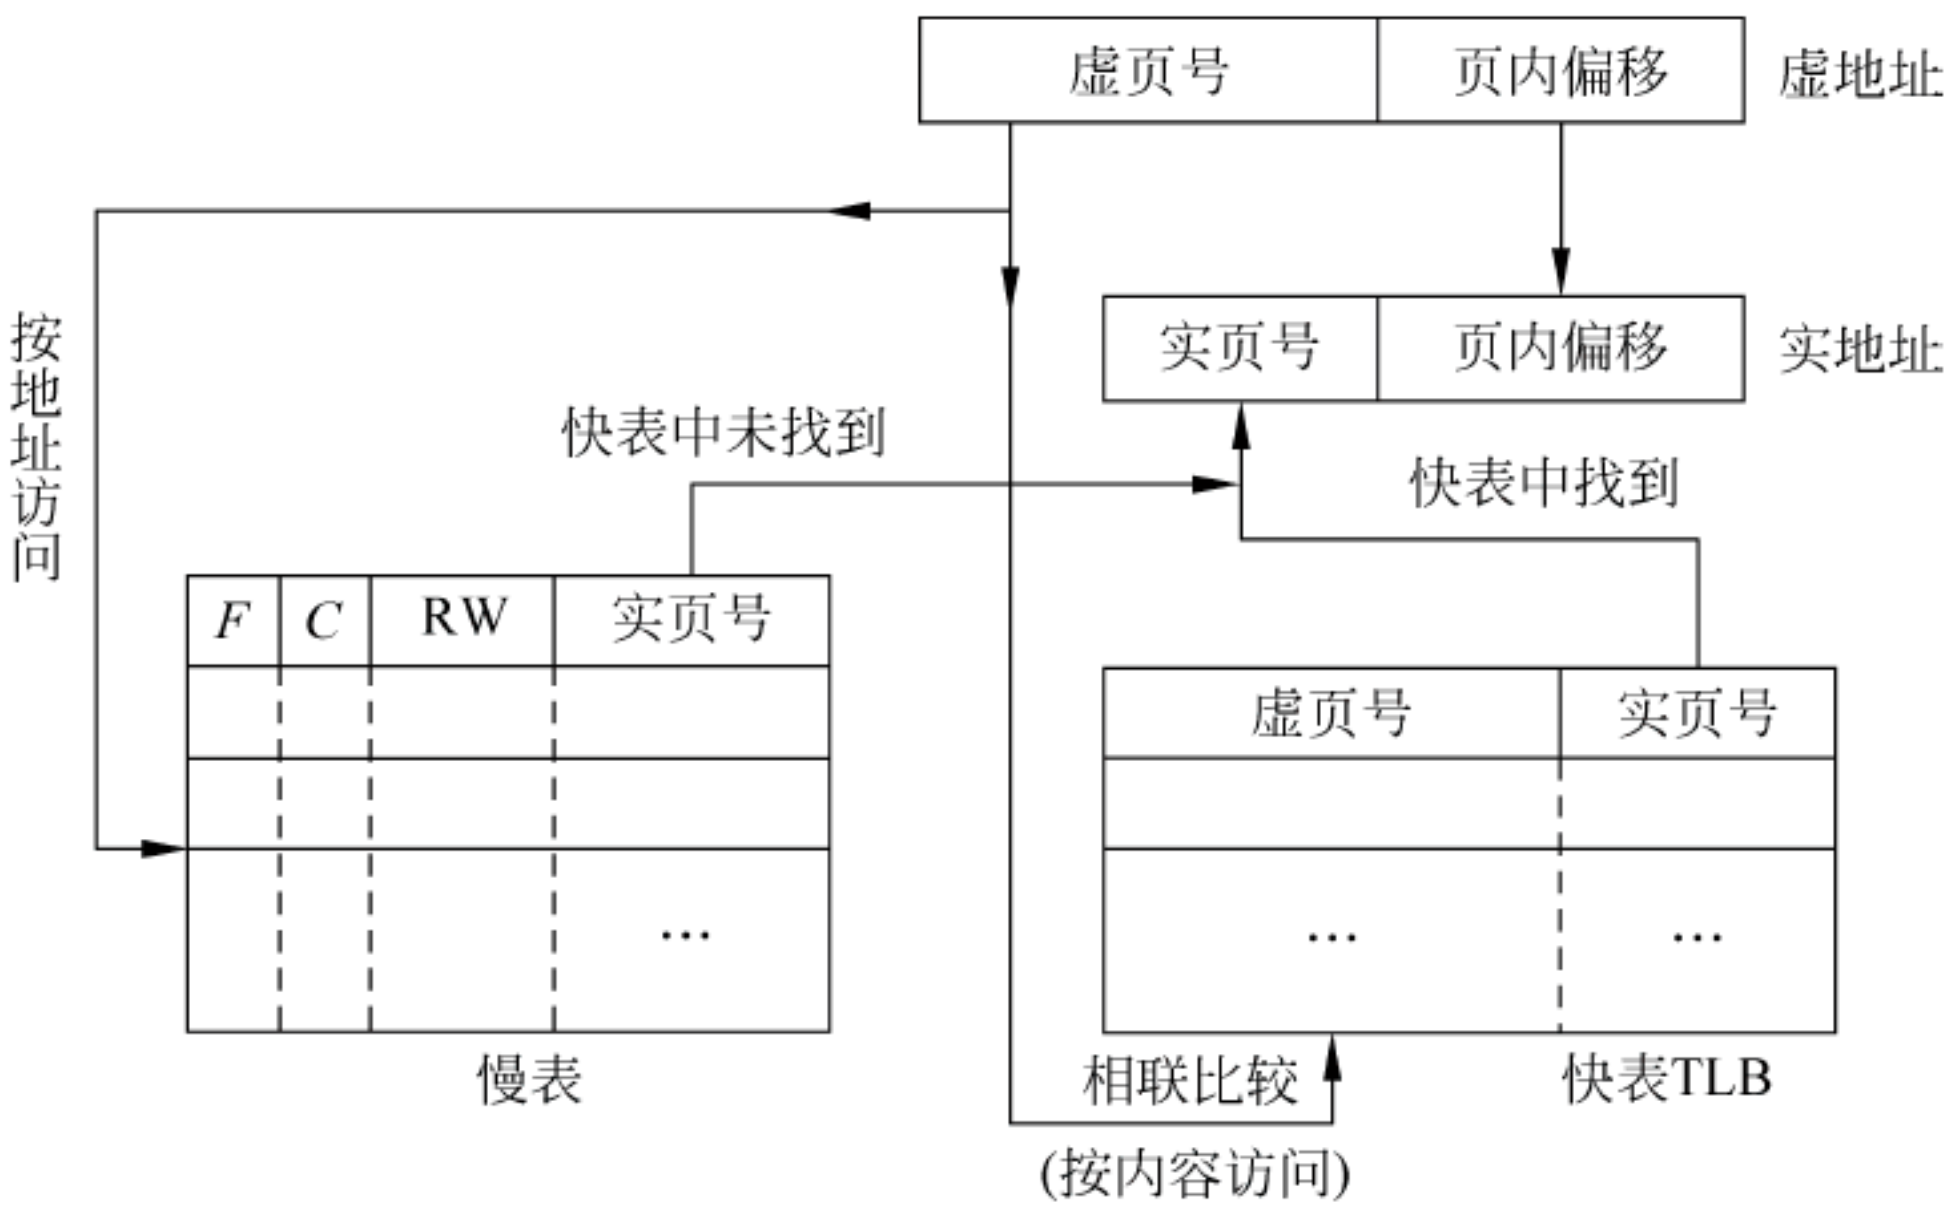 虚页号 页内偏移 虚地址
实页号 页内偏移 实地址
按地址访问
快表中未找到
快表中找到
F C RW 实页号
虚页号 实页号
… … …
慢表
相联比较 快表TLB
(按内容访问)